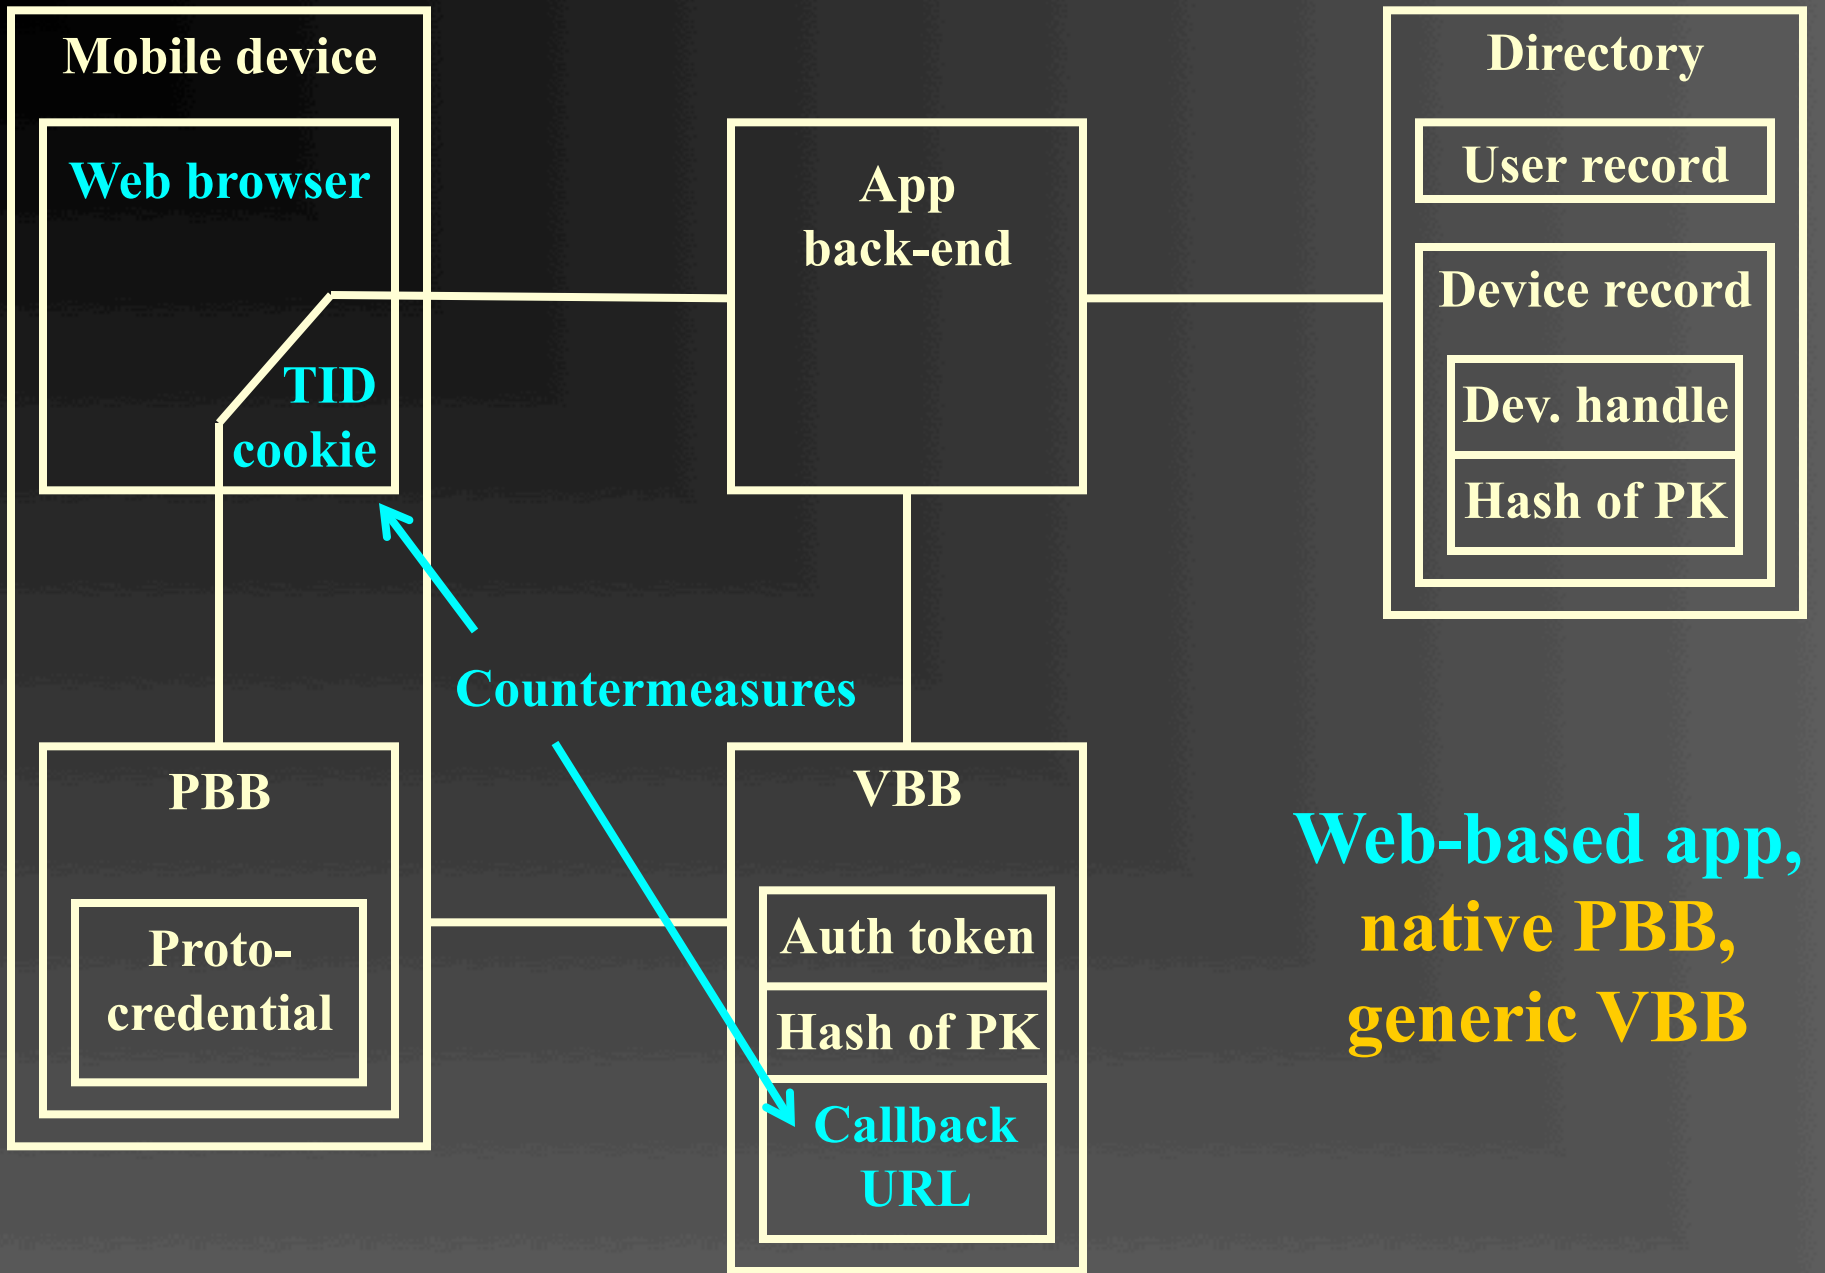 Mobile device
Web browser
TID
cookie
PBB
Proto-
credential
App
back-end
Countermeasures
VBB
Auth token
Hash of PK
Callback
URL
Directory
User record
Device record
Dev. handle
Hash of PK
Web-based app,
native PBB,
generic VBB